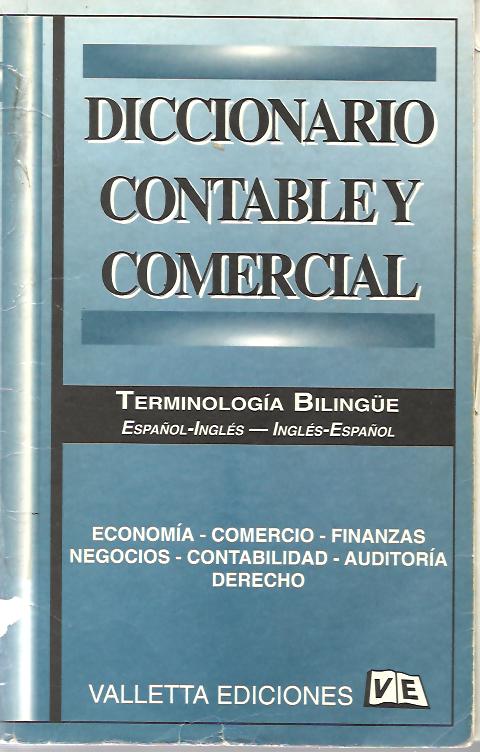 DICCIONARIO
CONTABLE Y
COMERCIAL
TERMINOLOGÍA BILINGÜE
ESPAÑOL-INGLÉS — INGLÉS-ESPAÑOL
ECONOMÍA - COMERCIO - FINANZAS
NEGOCIOS - CONTABILIDAD - AUDITORÍA
DERECHO
VALLETTA EDICIONES VE